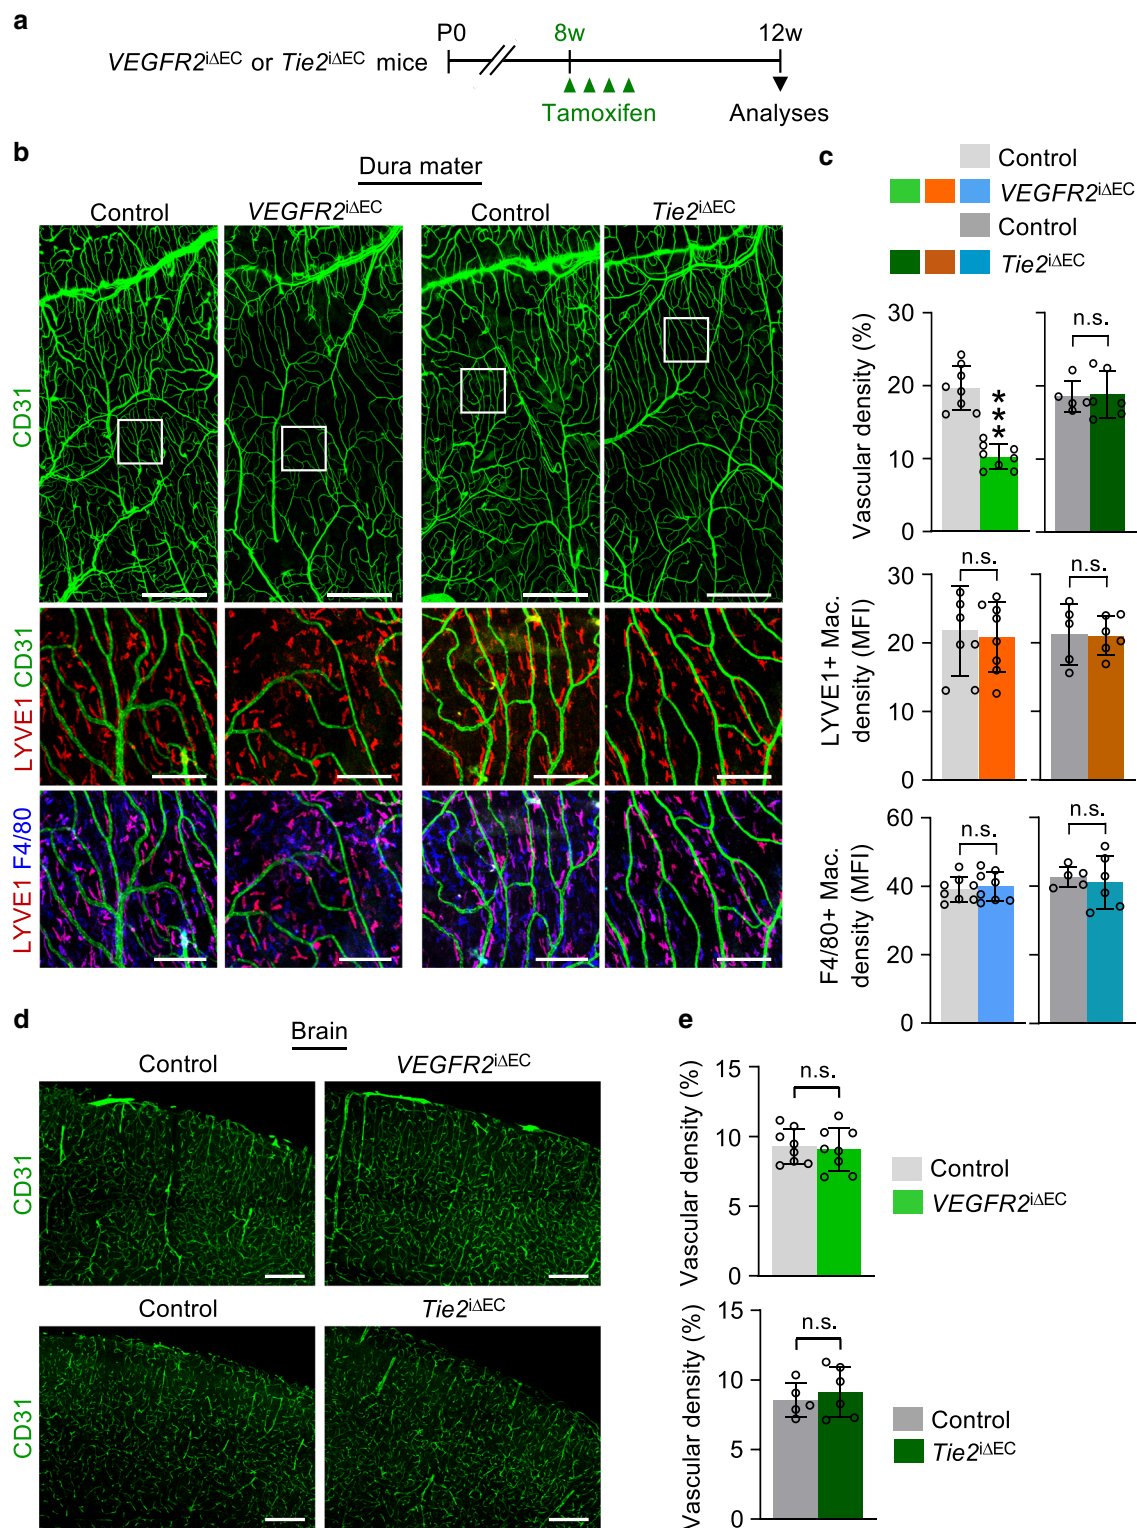 a
P0 8w 12w
VEGFR2iΔEC or Tie2iΔEC mice
Tamoxifen Analyses
b
Dura mater
Control VEGFR2iΔEC Control Tie2iΔEC
CD31
LYVE1 CD31
LYVE1 F4/80
c
Control
VEGFR2iΔEC
Control
Tie2iΔEC
Vascular density (%)
30
20
10
0
***
n.s.
LYVE1+ Mac.
density (MFI)
30
20
10
0
n.s.
n.s.
F4/80+ Mac.
density (MFI)
60
40
20
0
n.s.
n.s.
d
Brain
Control VEGFR2iΔEC
CD31
Control Tie2iΔEC
CD31
e
Vascular density (%)
15
10
5
0
n.s.
Control
VEGFR2iΔEC
Vascular density (%)
15
10
5
0
n.s.
Control
Tie2iΔEC